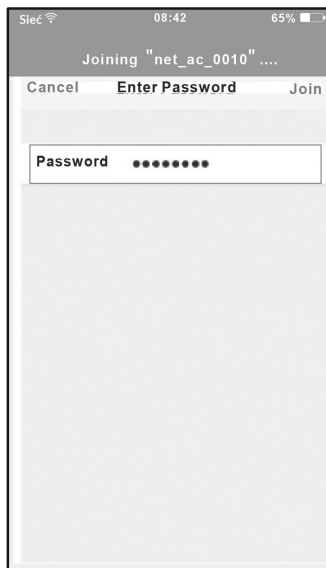 Sieć 08:42 65%
Joining "net_ac_0010"....
Cancel Enter Password Join
Password ●●●●●●●●